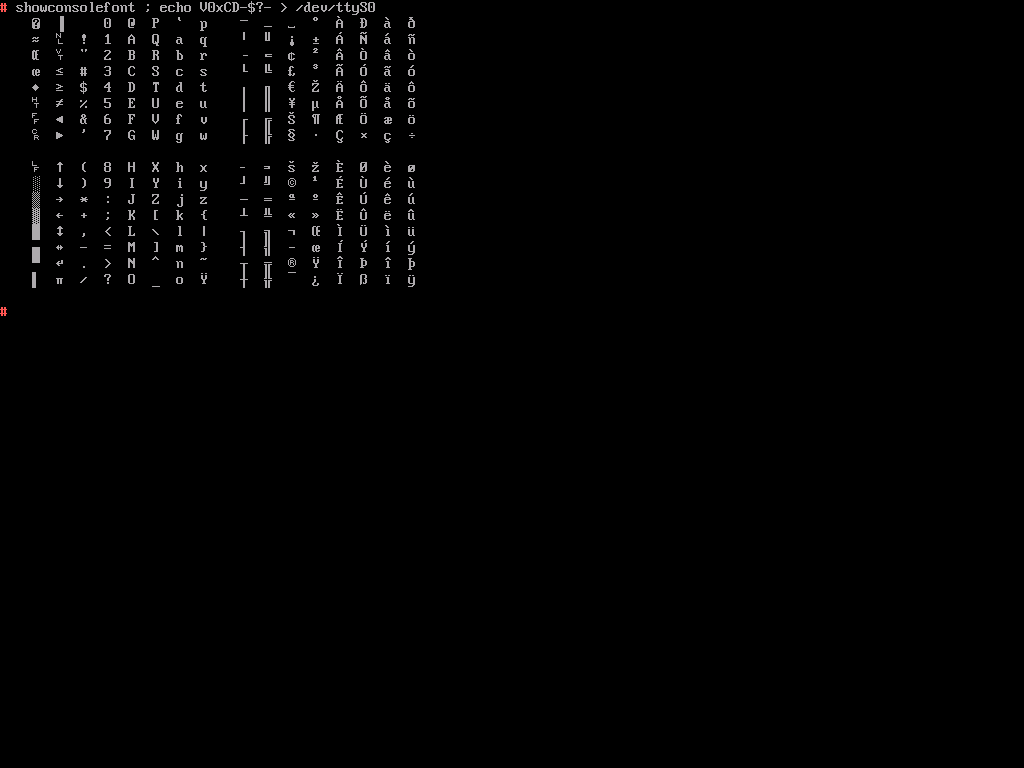 # showconsolefont ; echo V0xCD-$?- > /dev/ttyS0
0 @ P ` p ¯ _ ⎵ ° À Ð à ð
≈ ␤ ! 1 A Q a q ╵ ╨ ¡ ± Á Ñ á ñ
Œ ␋ " 2 B R b r ╴ ═ ¢ ² Â Ò â ò
œ ≤ # 3 C S c s └ ╚ £ ³ Ã Ó ã ó
◆ ≥ $ 4 D T d t │ ╖ € Ž Ä Ô ä ô
␉ ≠ % 5 E U e u │ ║ ¥ µ Å Õ å õ
␌ ◀ & 6 F V f v ┌ ╔ Š ¶ Æ Ö æ ö
␍ ▶ ' 7 G W g w ├ ╠ § · Ç × ç ÷
␊ ↑ ( 8 H X h x ╶ ═ š ž È Ø è ø
░ ↓ ) 9 I Y i y ┘ ╝ © ¹ É Ù é ù
▒ → * : J Z j z ─ ═ ª º Ê Ú ê ú
▓ ← + ; K [ k { ┴ ╩ « » Ë Û ë û
█ ↕ , < L \ l | ┐ ╗ ¬ Œ Ì Ü ì ü
▄ ↔ - = M ] m } ┤ ╣ - œ Í Ý í ý
↵ . > N ^ n ~ ┬ ╦ ® Ÿ Î Þ î þ
▌ π / ? O _ o Ÿ ┼ ╬ ¯ ¿ Ï ß ï ÿ
#